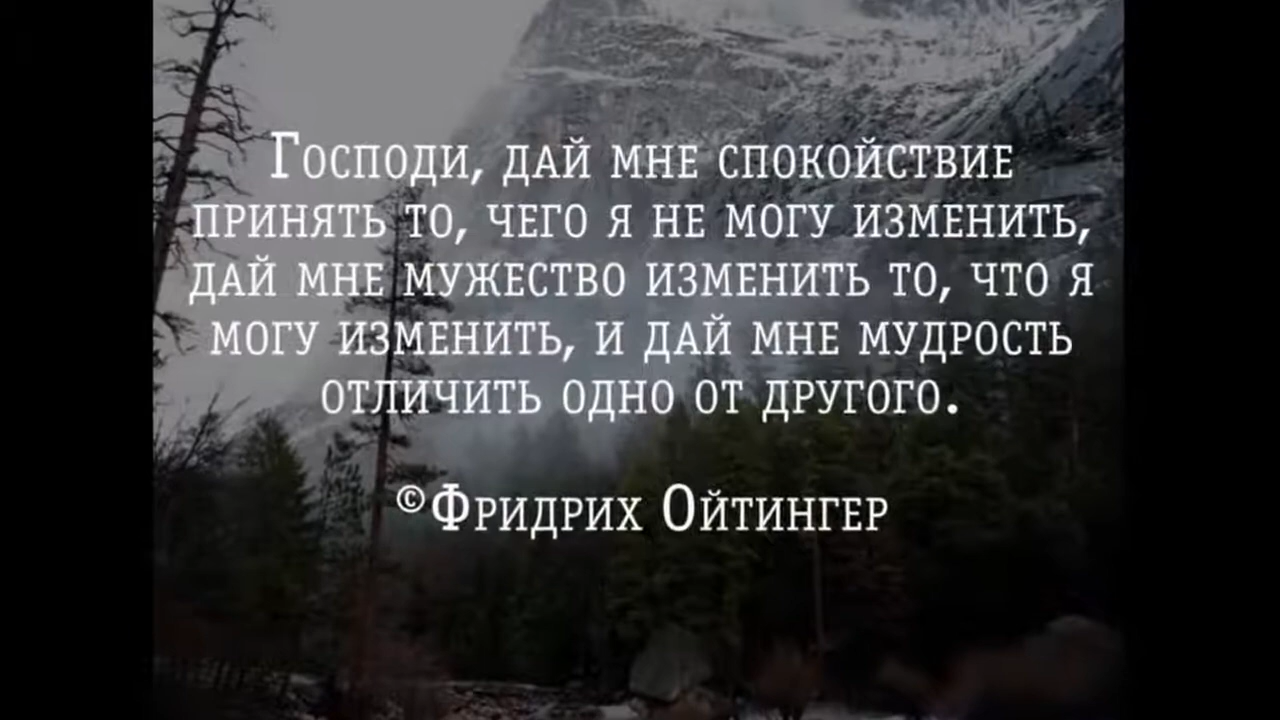 Господи, дай мне спокойствие
принять то, чего я не могу изменить,
дай мне мужество изменить то, что я
могу изменить, и дай мне мудрость
отличить одно от другого.
©Фридрих Ойтингер